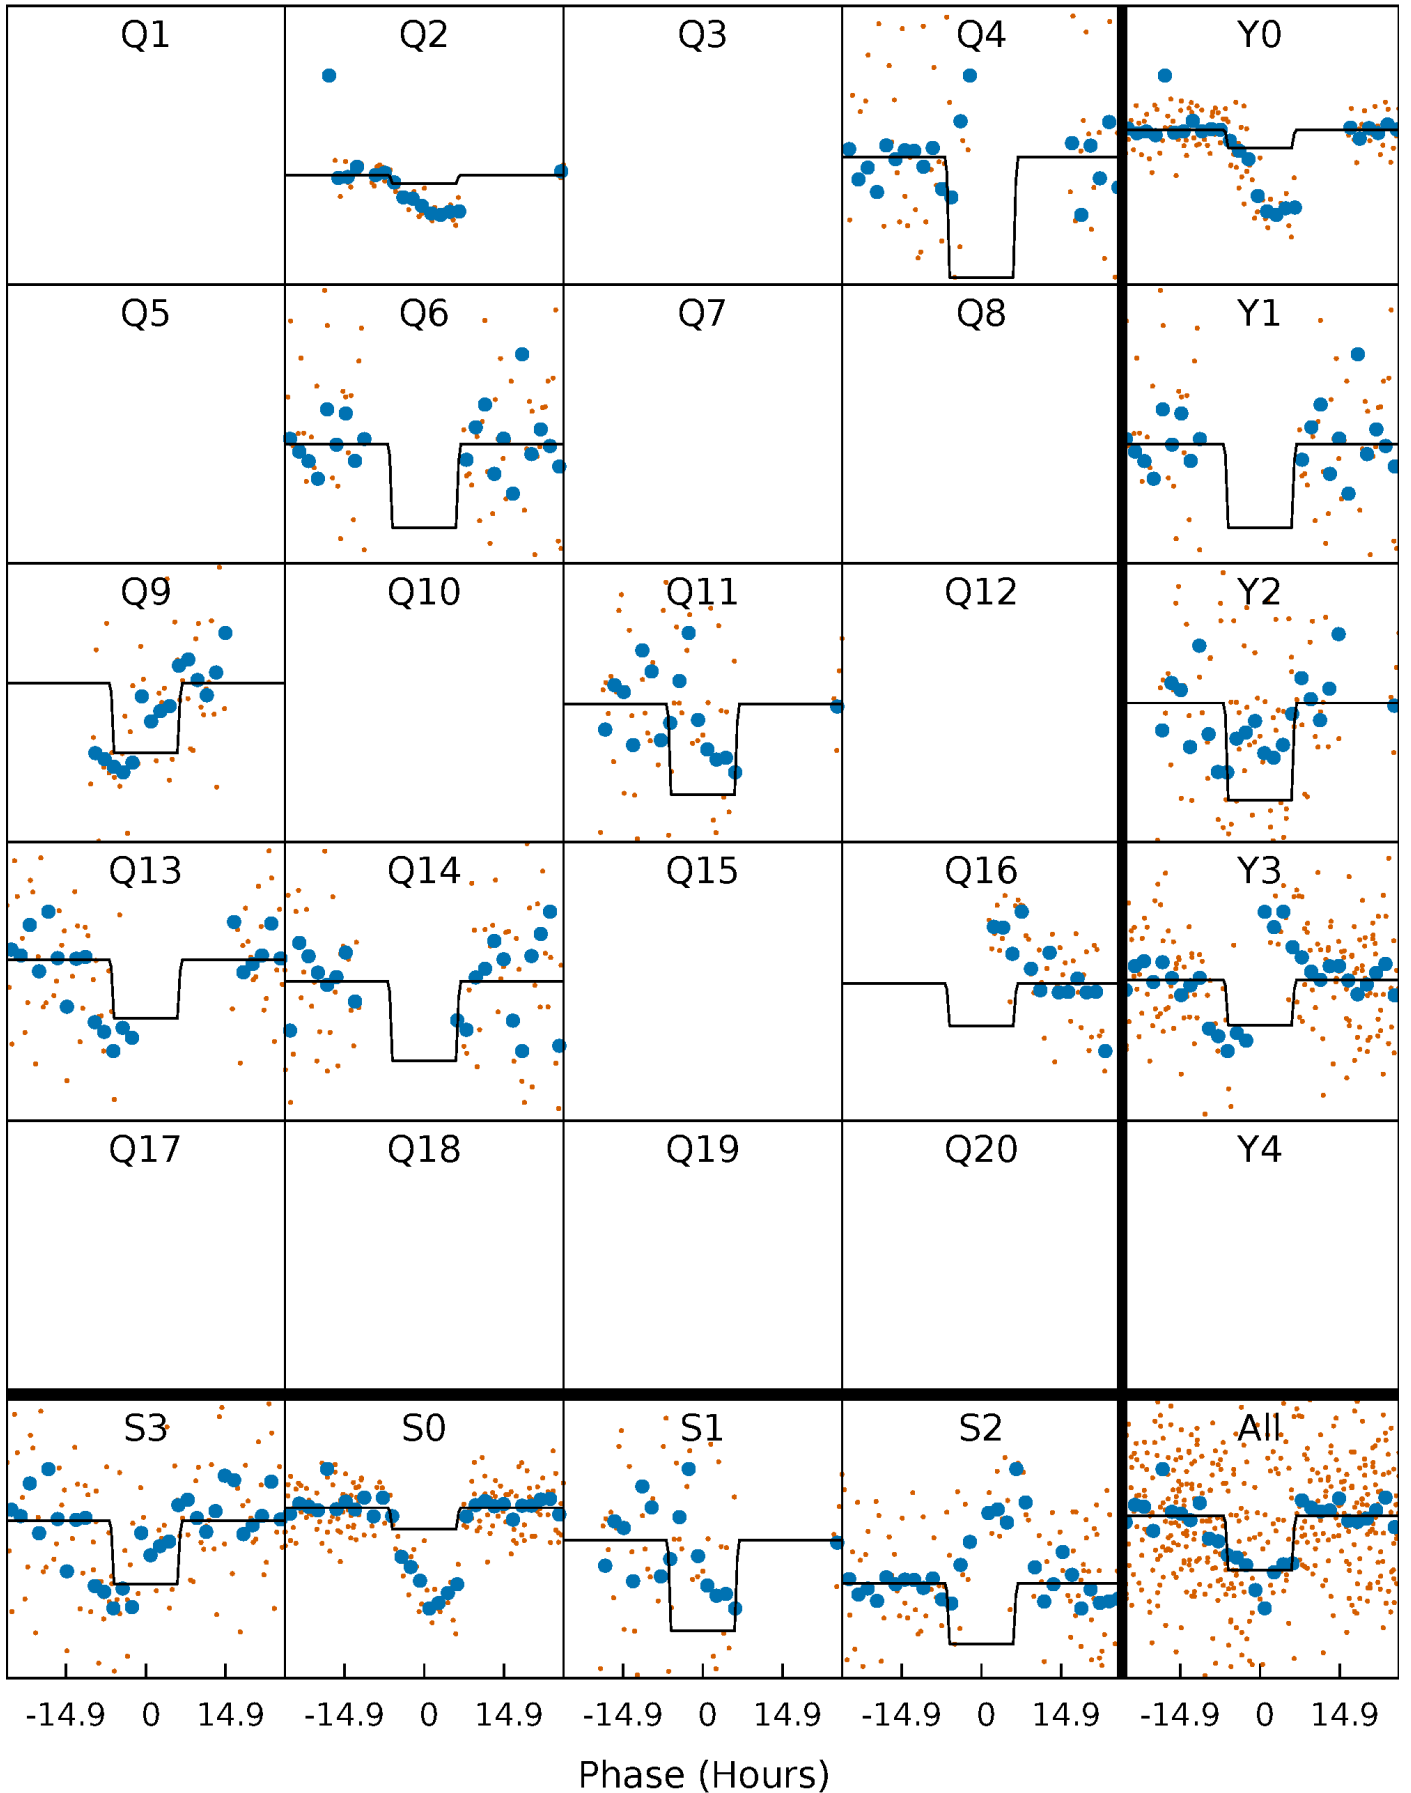 Q1 Q2 Q3 Q4 Y0
Q5 Q6 Q7 Q8 Y1
Q9 Q10 Q11 Q12 Y2
Q13 Q14 Q15 Q16 Y3
Q17 Q18 Q19 Q20 Y4
S3 S0 S1 S2 All
-14.9 0 14.9 -14.9 0 14.9 -14.9 0 14.9 -14.9 0 14.9 -14.9 0 14.9
Phase (Hours)